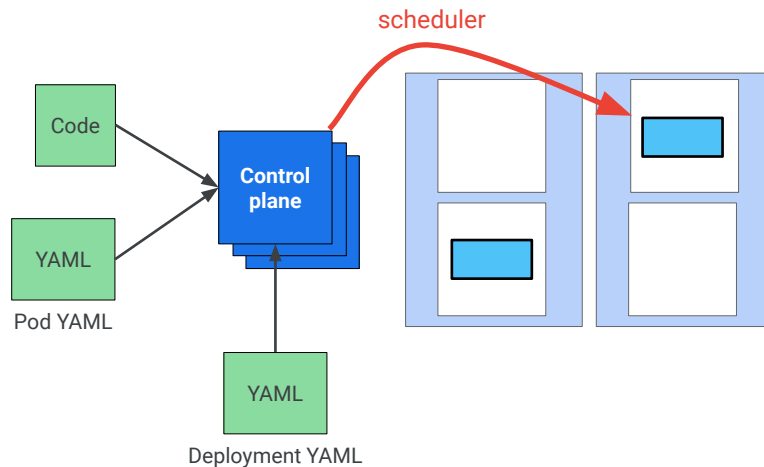 scheduler
Code
Control
plane
YAML
Pod YAML
YAML
Deployment YAML